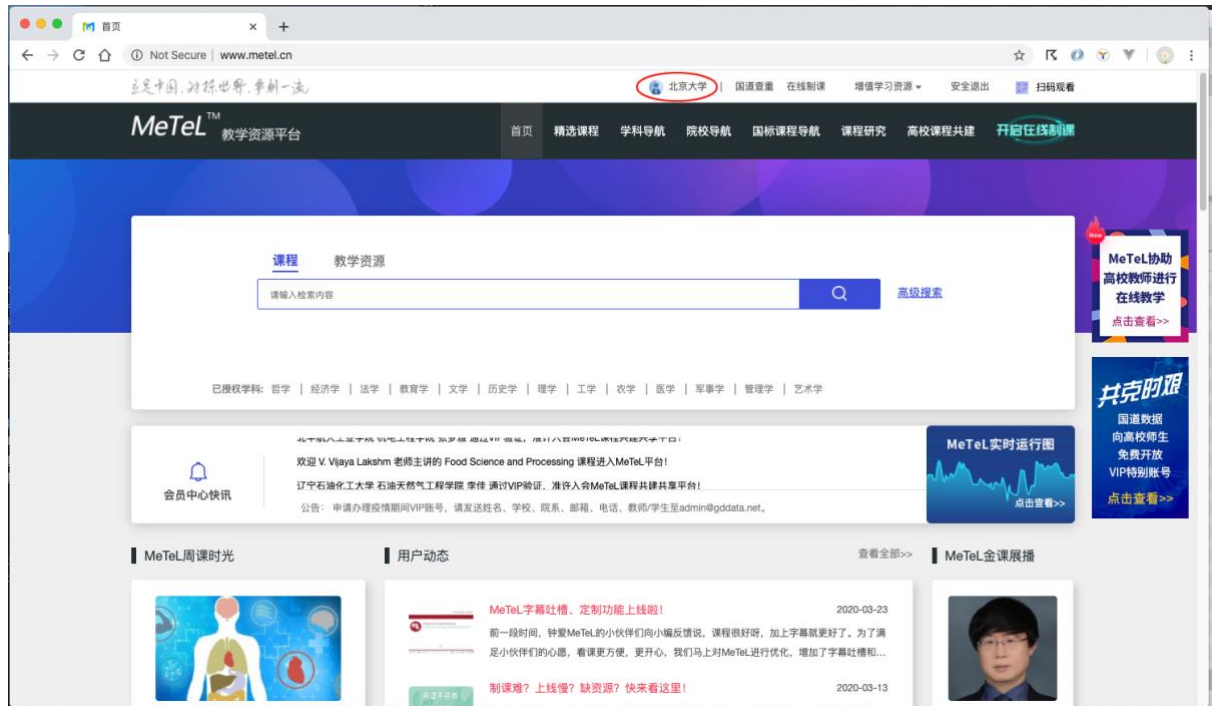 首页
Not Secure | www.metel.cn
立足中国,对标世界,争创一流
北京大学 | 国道查重 在线制课 增值学习资源 安全退出 扫码观看
MeTeL™ 教学资源平台
首页 精选课程 学科导航 院校导航 国标课程导航 课程研究 高校课程共建 开启在线制课
课程 教学资源
请输入检索内容
高级搜索
已授权学科: 哲学 | 经济学 | 法学 | 教育学 | 文学 | 历史学 | 理学 | 工学 | 农学 | 医学 | 军事学 | 管理学 | 艺术学
New
MeTeL协助
高校教师进行
在线教学
点击查看>>
共克时艰
国道数据
向高校师生
免费开放
VIP特别账号
点击查看>>
会员中心快讯
欢迎 V. Vijaya Lakshm 老师主讲的 Food Science and Processing 课程进入MeTeL平台!
辽宁石油化工大学 石油天然气工程学院 李佳 通过VIP验证,准许入会MeTeL课程共建共享平台!
公告: 申请办理疫情期间VIP账号,请发送姓名、学校、院系、邮箱、电话、教师/学生至admin@gddata.net。
MeTeL实时运行图
点击查看>>
MeTeL周课时光
用户动态
查看全部>>
MeTeL金课展播
MeTeL字幕吐槽、定制功能上线啦! 2020-03-23
前一段时间,钟爱MeTeL的小伙伴们向小编反馈说,课程很好呀,加上字幕就更好了。为了满
足小伙伴们的心愿,看课更方便,更开心,我们马上对MeTeL进行优化,增加了字幕吐槽和...
制课难?上线慢?缺资源?快来看这里! 2020-03-13